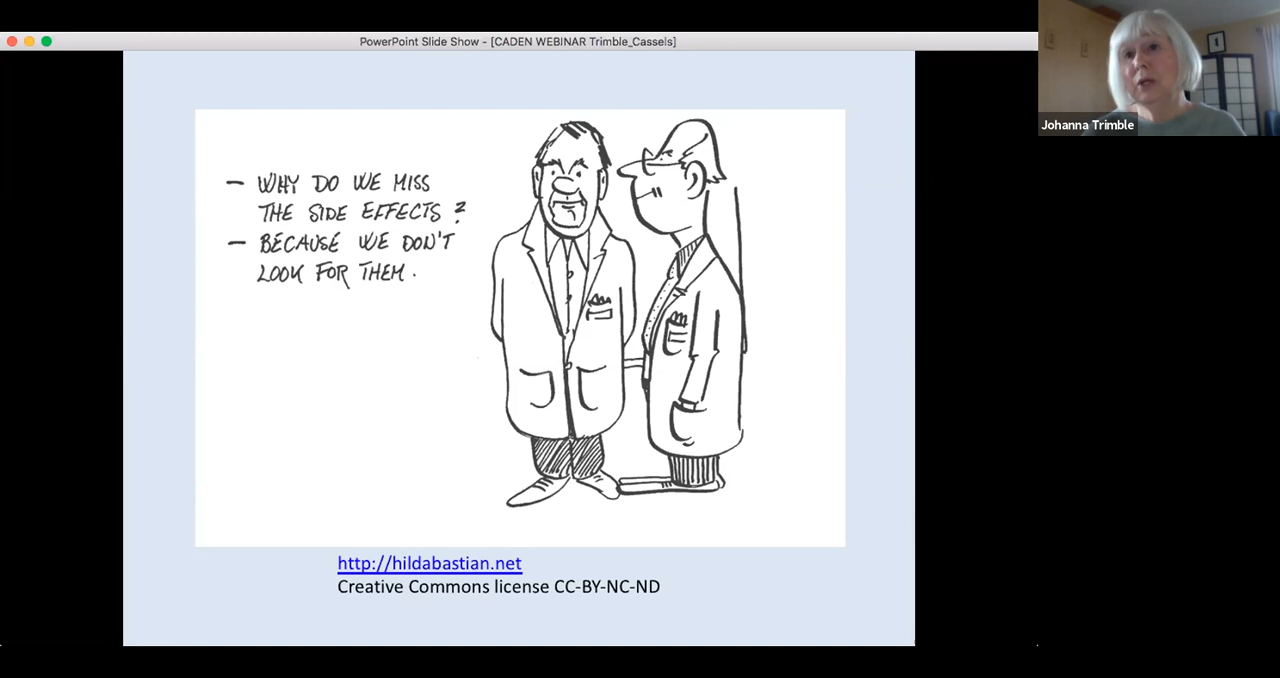 PowerPoint Slide Show - [CADEN WEBINAR Trimble_Cassels]
Johanna Trimble
– WHY DO WE MISS
THE SIDE EFFECTS?
– BECAUSE WE DON'T
LOOK FOR THEM.
http://hildabastian.net
Creative Commons license CC-BY-NC-ND